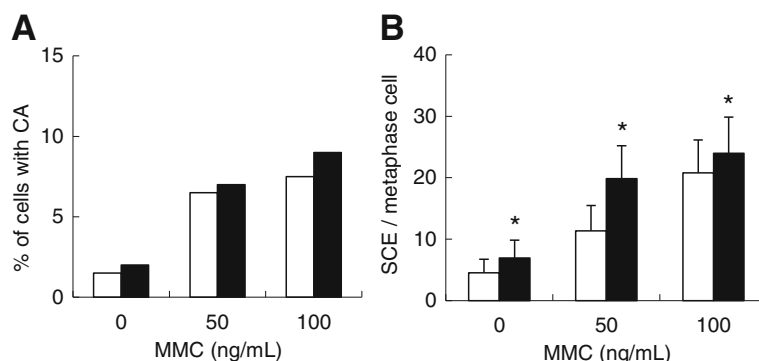 A
15
10
5
0
% of cells with CA
0 50 100
MMC (ng/mL)
B
40
30
20
10
0
SCE / metaphase cell
* * *
0 50 100
MMC (ng/mL)